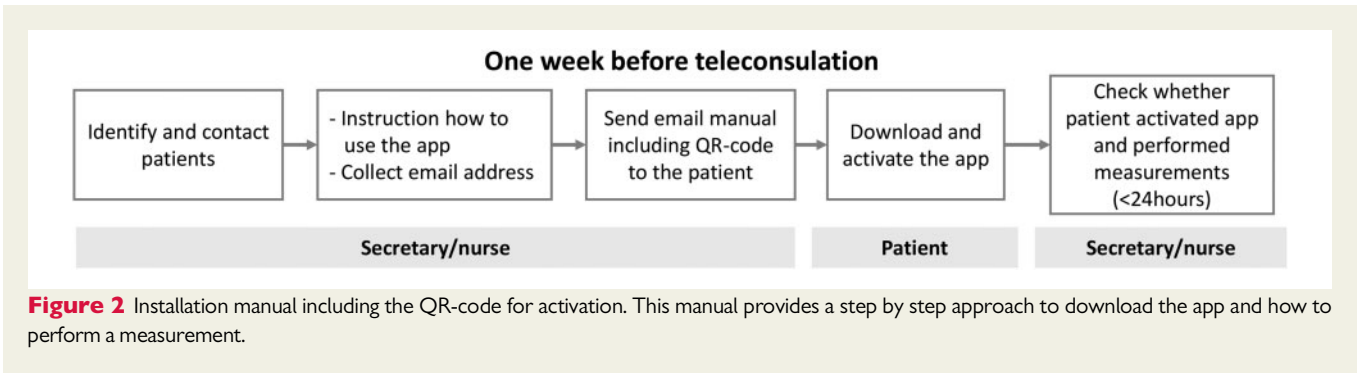 One week before teleconsulation
Identify and contact
patients
- Instruction how to
use the app
- Collect email address
Send email manual
including QR-code
to the patient
Download and
activate the app
Check whether
patient activated app
and performed
measurements
(<24hours)
Secretary/nurse
Patient
Secretary/nurse
Figure 2 Installation manual including the QR-code for activation. This manual provides a step by step approach to download the app and how to
perform a measurement.